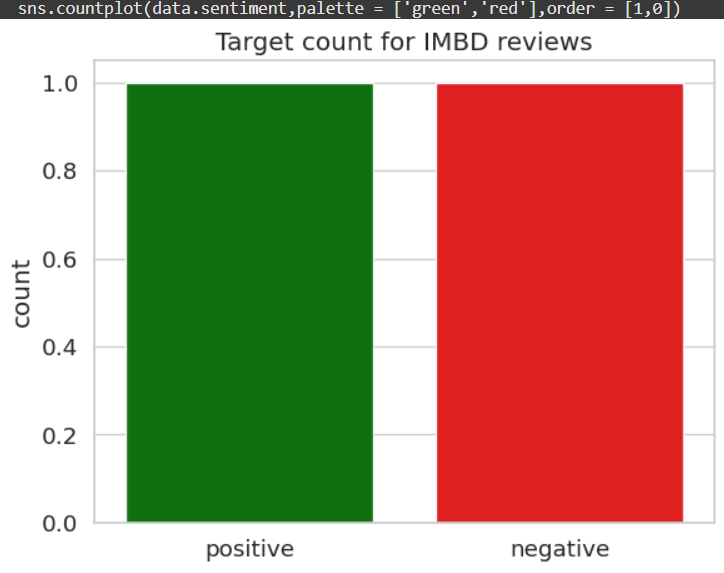 sns.countplot(data.sentiment,palette = ['green','red'],order = [1,0])
Target count for IMBD reviews
1.0
0.8
0.6
0.4
0.2
0.0
count
positive negative